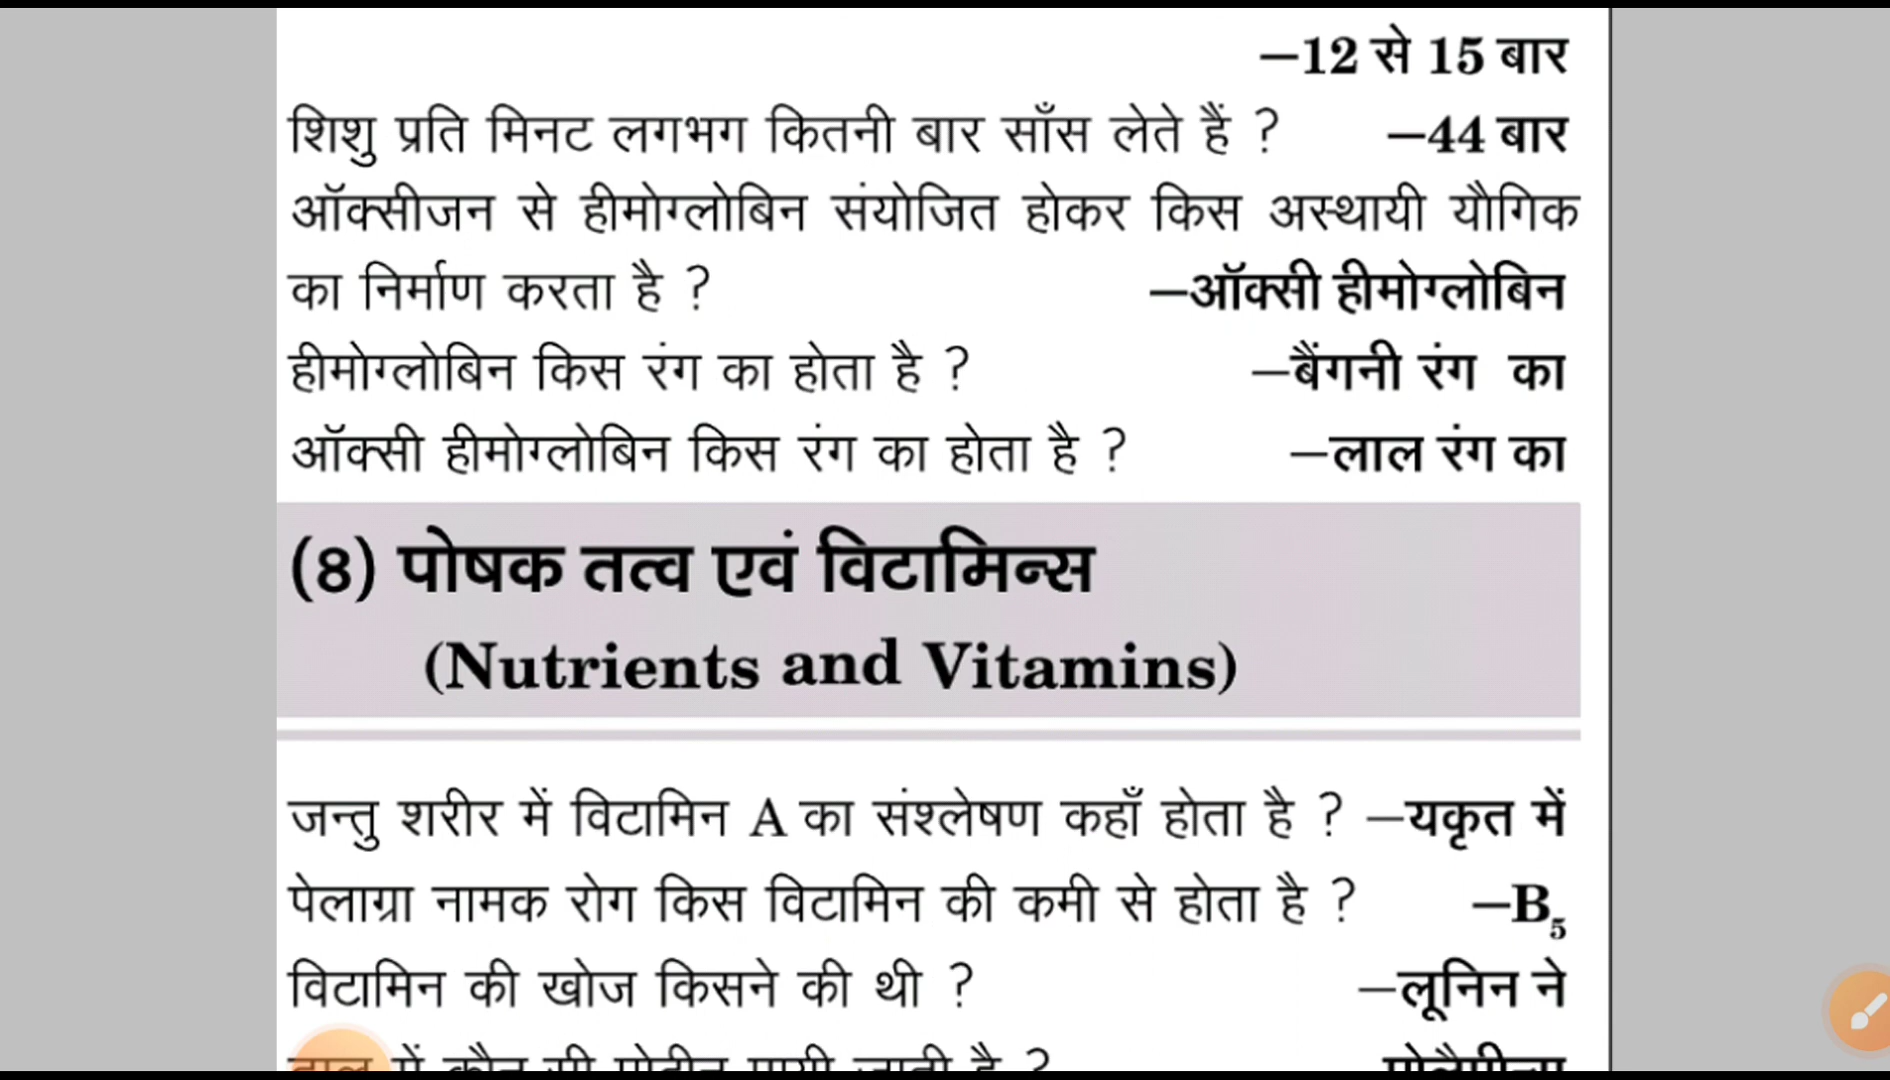 –12 से 15 बार
शिशु प्रति मिनट लगभग कितनी बार साँस लेते हैं ? –44 बार
ऑक्सीजन से हीमोग्लोबिन संयोजित होकर किस अस्थायी यौगिक
का निर्माण करता है ? –ऑक्सी हीमोग्लोबिन
हीमोग्लोबिन किस रंग का होता है ? –बैंगनी रंग का
ऑक्सी हीमोग्लोबिन किस रंग का होता है ? –लाल रंग का
(8) पोषक तत्व एवं विटामिन्स
(Nutrients and Vitamins)
जन्तु शरीर में विटामिन A का संश्लेषण कहाँ होता है ? –यकृत में
पेलाग्रा नामक रोग किस विटामिन की कमी से होता है ? –B₅
विटामिन की खोज किसने की थी ? –लूनिन ने
में कौन सी प्रोटीन पायी जाती है ?